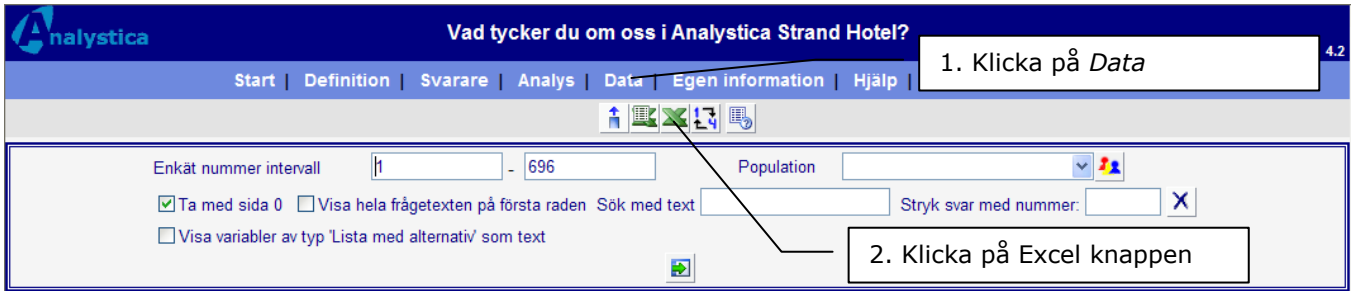 Analystica
Vad tycker du om oss i Analystica Strand Hotel?
4.2
1. Klicka på Data
Start | Definition | Svarare | Analys | Data | Egen information | Hjälp |
Enkät nummer intervall 1 - 696 Population
Ta med sida 0 Visa hela frågetexten på första raden Sök med text Stryk svar med nummer:
Visa variabler av typ 'Lista med alternativ' som text
2. Klicka på Excel knappen